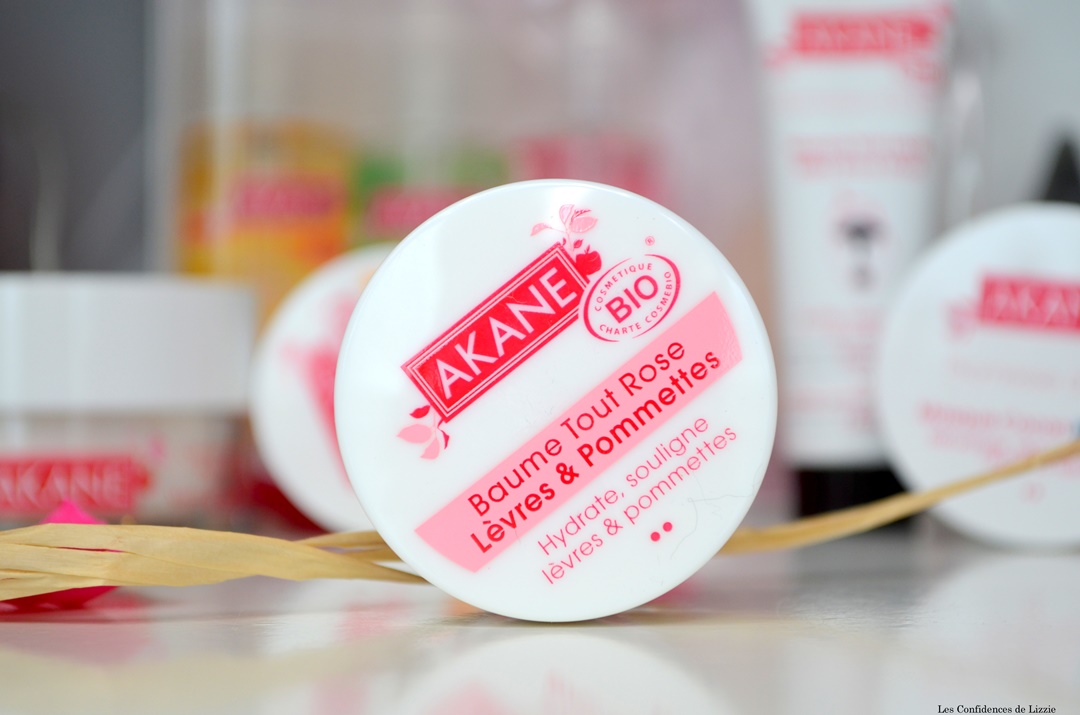 AKANE
COSMETIQUE
BIO
CHARTE COSMEBIO
Baume Tout Rose
Lèvres & Pommettes
Hydrate, souligne
lèvres & pommettes
AKANE
AKANE
AKANE
Les Confidences de Lizzie